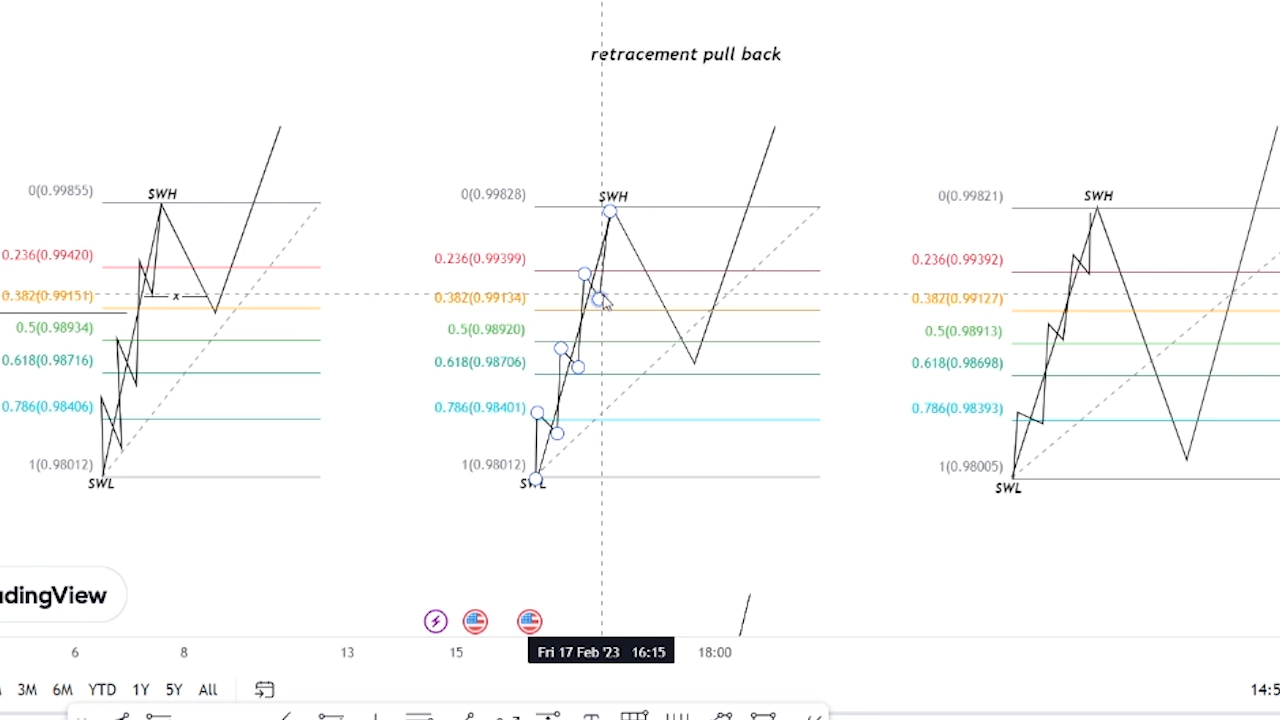 retracement pull back
0(0.99855)
SWH
0.236(0.99420)
0.382(0.99151)
x
0.5(0.98934)
0.618(0.98716)
0.786(0.98406)
1(0.98012)
SWL
0(0.99828)
SWH
0.236(0.99399)
0.382(0.99134)
0.5(0.98920)
0.618(0.98706)
0.786(0.98401)
1(0.98012)
SWL
0(0.99821)
SWH
0.236(0.99392)
0.382(0.99127)
0.5(0.98913)
0.618(0.98698)
0.786(0.98393)
1(0.98005)
SWL
adingView
6 8 13 15 Fri 17 Feb '23 16:15 18:00
3M 6M YTD 1Y 5Y All 14:5